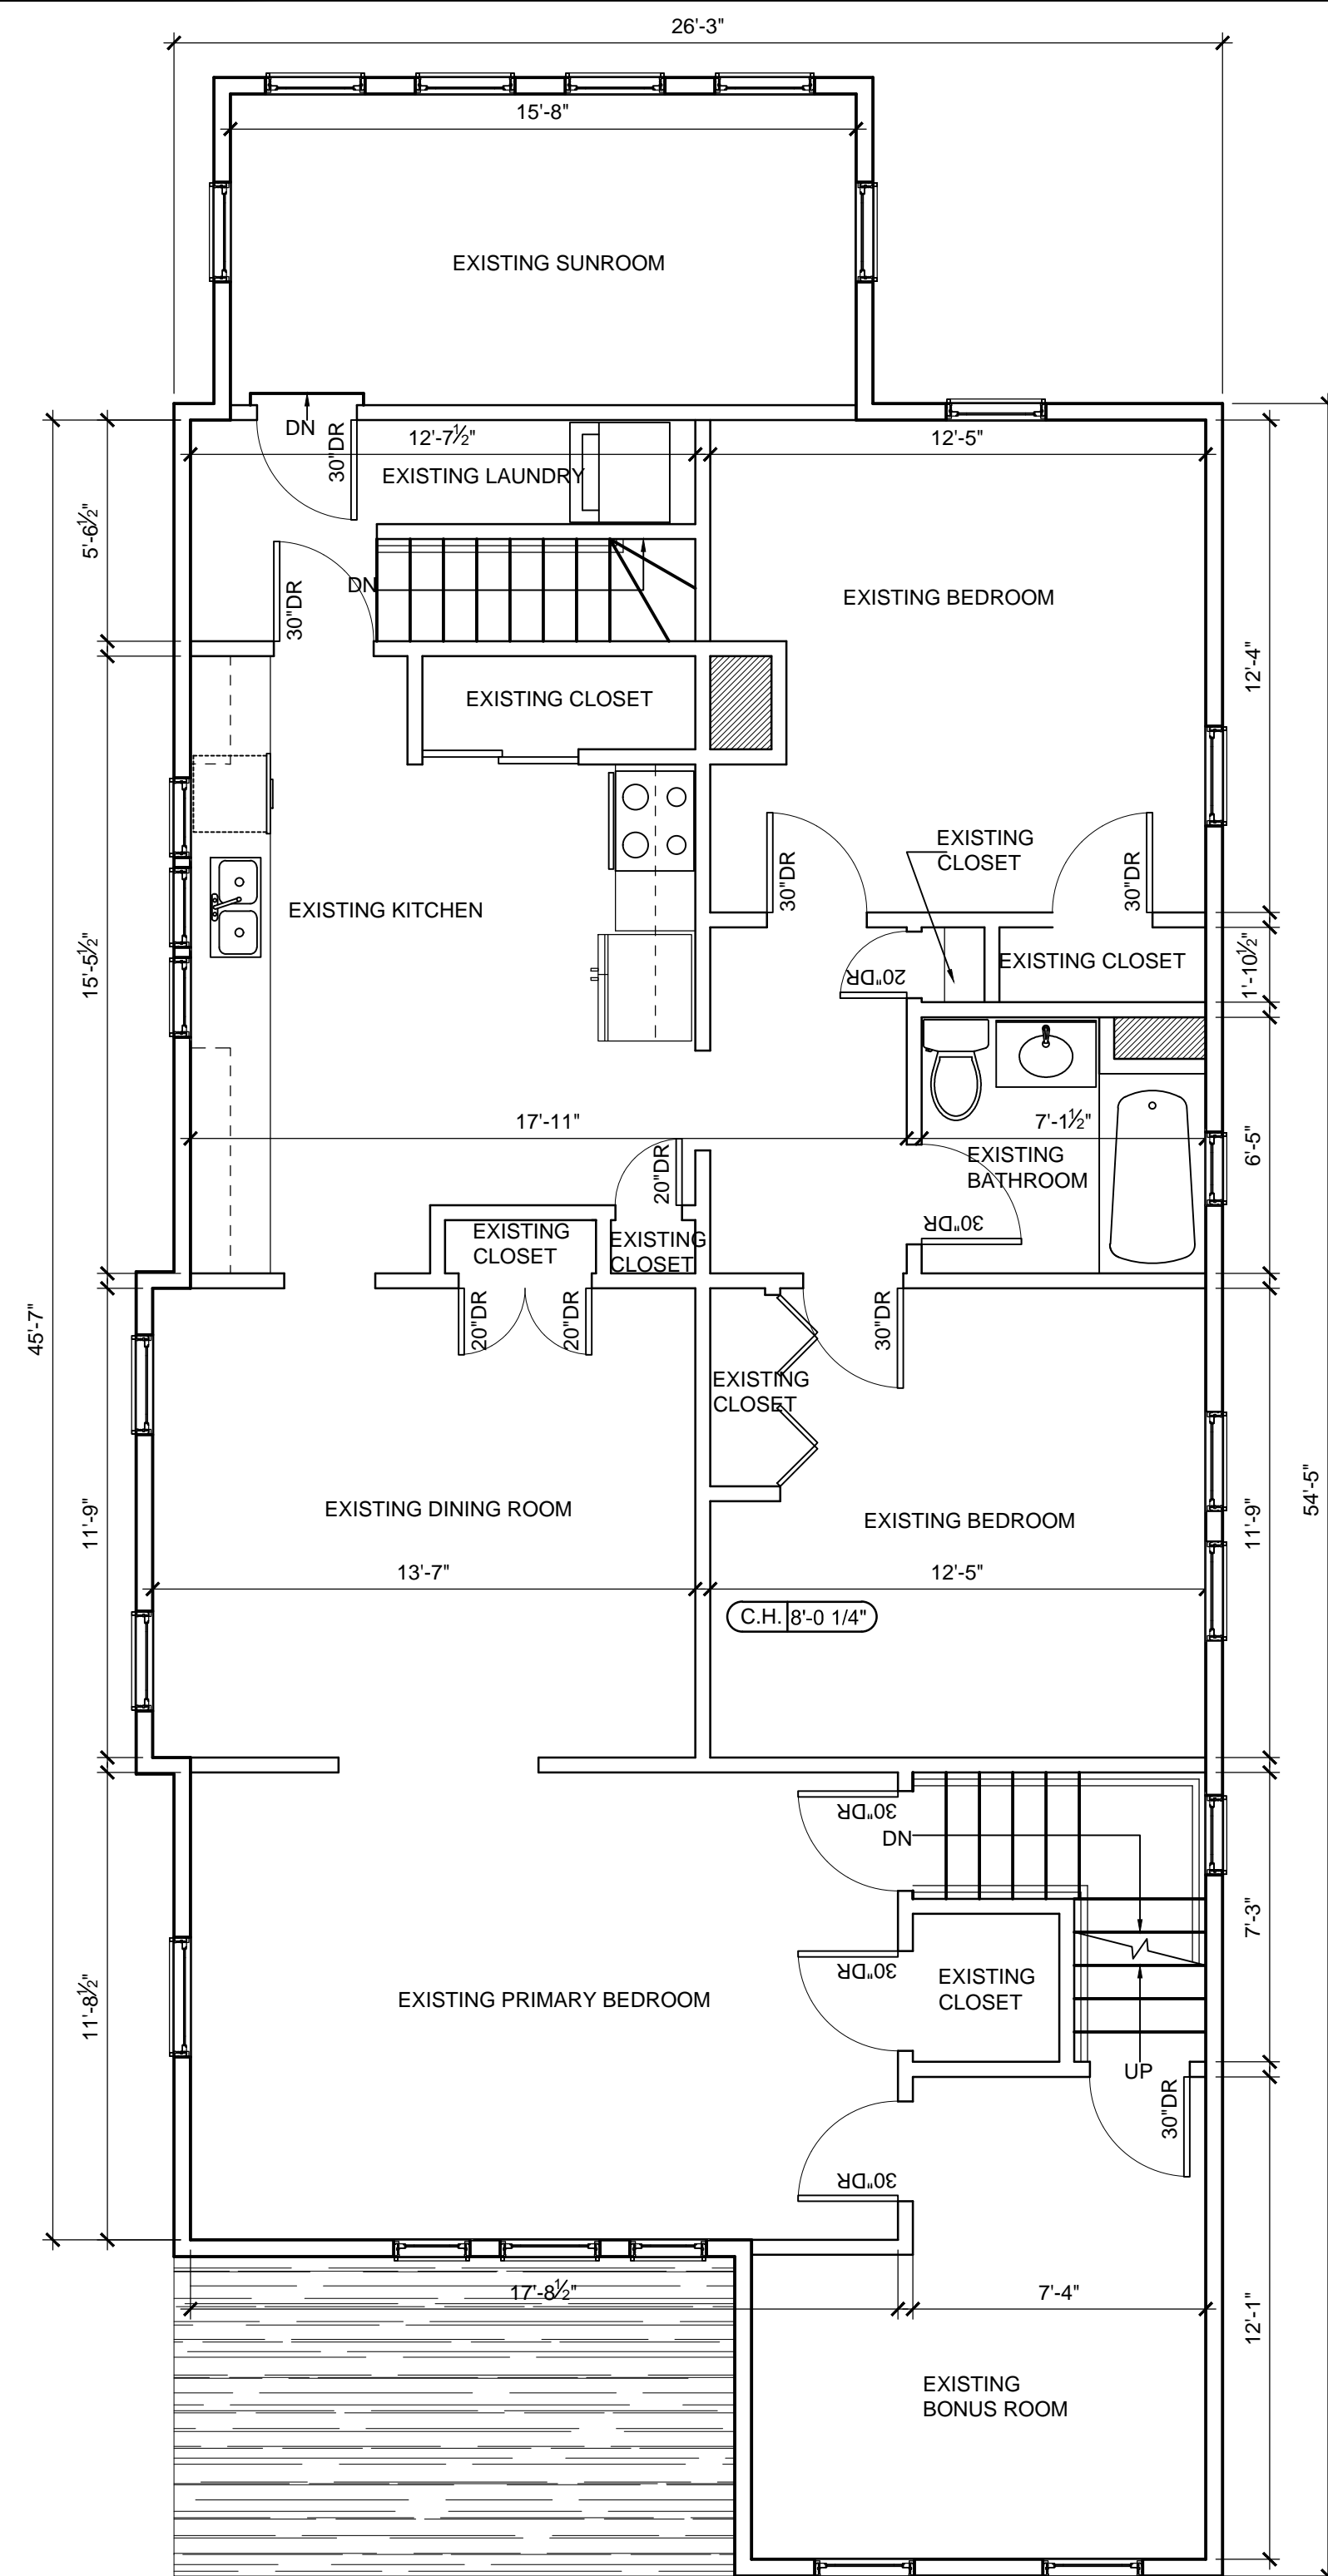 26'-3"
15'-8"
EXISTING SUNROOM
DN
30"DR
12'-7½"
12'-5"
EXISTING LAUNDRY
5'-6½"
DN
30"DR
EXISTING BEDROOM
12'-4"
EXISTING CLOSET
EXISTING
CLOSET
30"DR
30"DR
EXISTING KITCHEN
15'-5½"
20"DR
EXISTING CLOSET
1'-10½"
17'-11"
7'-1½"
6'-5"
EXISTING
BATHROOM
20"DR
30"DR
EXISTING
CLOSET
EXISTING
CLOSET
20"DR
20"DR
30"DR
45'-7"
EXISTING
CLOSET
54'-5"
11'-9"
EXISTING DINING ROOM
EXISTING BEDROOM
11'-9"
13'-7"
12'-5"
C.H. 8'-0 1/4"
30"DR
DN
7'-3"
30"DR
EXISTING
CLOSET
EXISTING PRIMARY BEDROOM
11'-8½"
UP
30"DR
30"DR
17'-8½"
7'-4"
12'-1"
EXISTING
BONUS ROOM